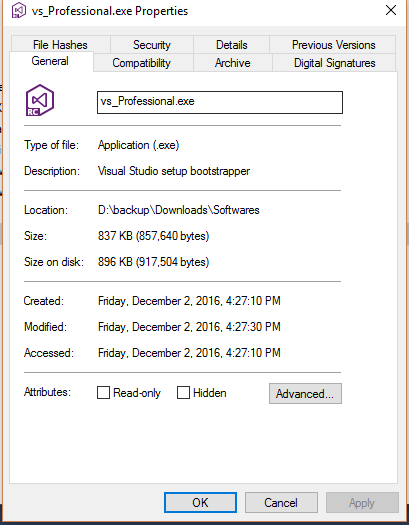 vs_Professional.exe Properties
File Hashes Security Details Previous Versions
General Compatibility Archive Digital Signatures
RC
vs_Professional.exe
Type of file: Application (.exe)
Description: Visual Studio setup bootstrapper
Location: D:\backup\Downloads\Softwares
Size: 837 KB (857,640 bytes)
Size on disk: 896 KB (917,504 bytes)
Created: Friday, December 2, 2016, 4:27:10 PM
Modified: Friday, December 2, 2016, 4:27:30 PM
Accessed: Friday, December 2, 2016, 4:27:10 PM
Attributes: Read-only Hidden Advanced...
OK Cancel Apply